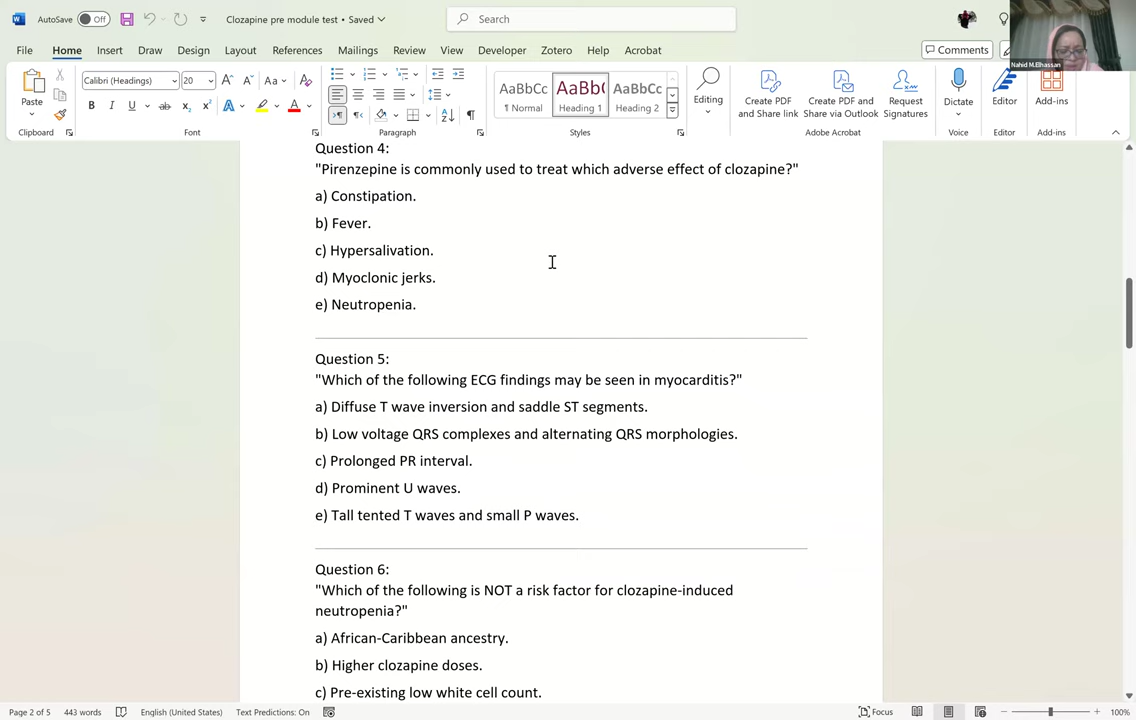 AutoSave Off Clozapine pre module test • Saved Search
File Home Insert Draw Design Layout References Mailings Review View Developer Zotero Help Acrobat Comments
Nahid M.Elhassan
Paste Calibri (Headings) 20 AaBbCc AaBb( AaBbCc Editing Create PDF and Share link Create PDF and Share via Outlook Request Signatures Dictate Editor Add-ins
¶ Normal Heading 1 Heading 2
Clipboard Font Paragraph Styles Adobe Acrobat Voice Editor Add-ins
Question 4:
"Pirenzepine is commonly used to treat which adverse effect of clozapine?"
a) Constipation.
b) Fever.
c) Hypersalivation.
d) Myoclonic jerks.
e) Neutropenia.
Question 5:
"Which of the following ECG findings may be seen in myocarditis?"
a) Diffuse T wave inversion and saddle ST segments.
b) Low voltage QRS complexes and alternating QRS morphologies.
c) Prolonged PR interval.
d) Prominent U waves.
e) Tall tented T waves and small P waves.
Question 6:
"Which of the following is NOT a risk factor for clozapine-induced
neutropenia?"
a) African-Caribbean ancestry.
b) Higher clozapine doses.
c) Pre-existing low white cell count.
Page 2 of 5 443 words English (United States) Text Predictions: On Focus 100%